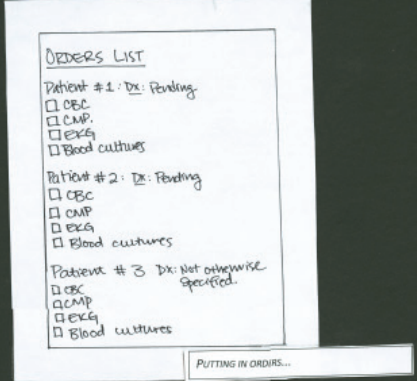 ORDERS LIST
Patient #1: Dx: Pending
□ CBC
□ CMP.
□ EKG
□ Blood cultures
Patient #2: Dx: Pending
□ CBC
□ CMP
□ EKG
□ Blood cultures
Patient #3 Dx: Not otherwise
specified.
□ CBC
□ CMP
□ EKG
□ Blood cultures
PUTTING IN ORDERS...